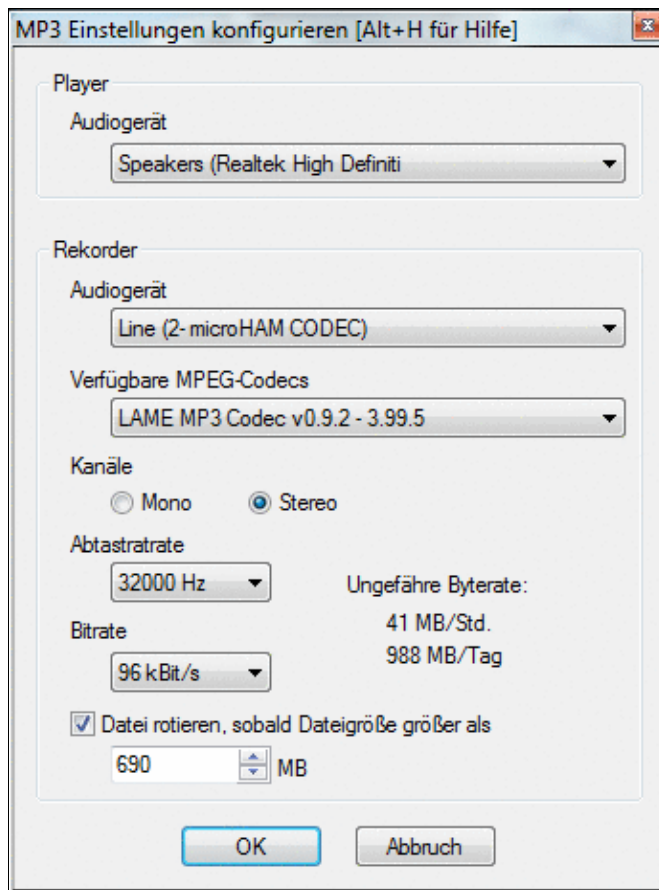 MP3 Einstellungen konfigurieren [Alt+H für Hilfe]
Player
Audiogerät
Speakers (Realtek High Definiti
Rekorder
Audiogerät
Line (2- microHAM CODEC)
Verfügbare MPEG-Codecs
LAME MP3 Codec v0.9.2 - 3.99.5
Kanäle
Mono
Stereo
Abtastratrate
32000 Hz
Ungefähre Byterate:
41 MB/Std.
988 MB/Tag
Bitrate
96 kBit/s
Datei rotieren, sobald Dateigröße größer als
690 MB
OK
Abbruch